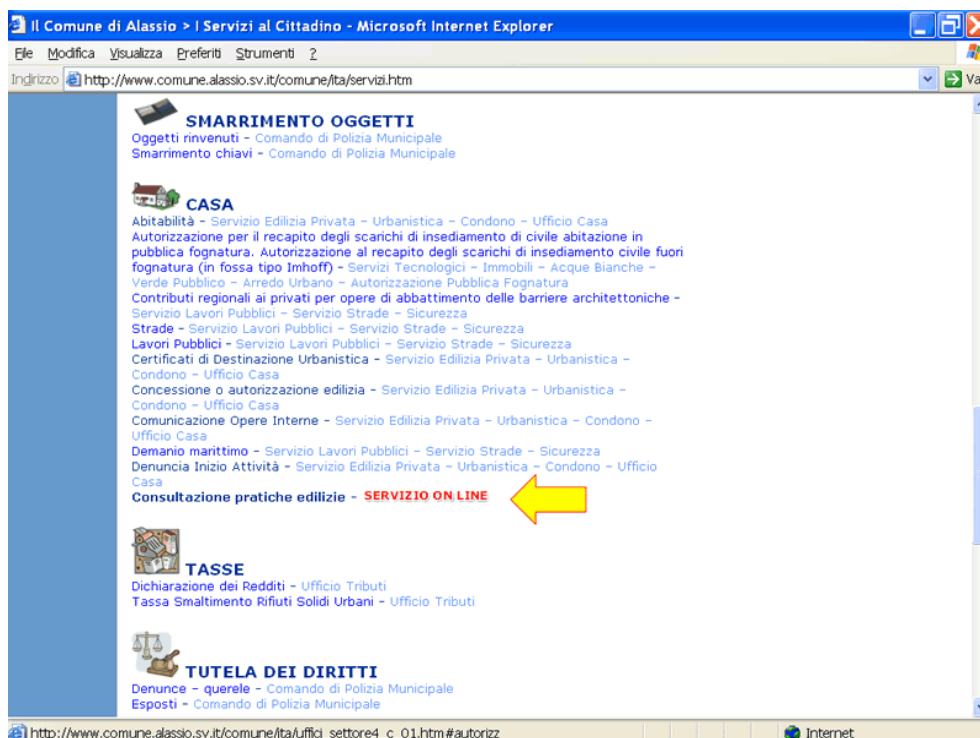 Il Comune di Alassio > I Servizi al Cittadino - Microsoft Internet Explorer
File Modifica Visualizza Preferiti Strumenti ?
Indirizzo http://www.comune.alassio.sv.it/comune/ita/servizi.htm Va
SMARRIMENTO OGGETTI
Oggetti rinvenuti - Comando di Polizia Municipale
Smarrimento chiavi - Comando di Polizia Municipale
CASA
Abitabilità - Servizio Edilizia Privata - Urbanistica - Condono - Ufficio Casa
Autorizzazione per il recapito degli scarichi di insediamento di civile abitazione in
pubblica fognatura. Autorizzazione al recapito degli scarichi di insediamento civile fuori
fognatura (in fossa tipo Imhoff) - Servizi Tecnologici - Immobili - Acque Bianche -
Verde Pubblico - Arredo Urbano - Autorizzazione Pubblica Fognatura
Contributi regionali ai privati per opere di abbattimento delle barriere architettoniche -
Servizio Lavori Pubblici - Servizio Strade - Sicurezza
Strade - Servizio Lavori Pubblici - Servizio Strade - Sicurezza
Lavori Pubblici - Servizio Lavori Pubblici - Servizio Strade - Sicurezza
Certificati di Destinazione Urbanistica - Servizio Edilizia Privata - Urbanistica -
Condono - Ufficio Casa
Concessione o autorizzazione edilizia - Servizio Edilizia Privata - Urbanistica -
Condono - Ufficio Casa
Comunicazione Opere Interne - Servizio Edilizia Privata - Urbanistica - Condono -
Ufficio Casa
Demanio marittimo - Servizio Lavori Pubblici - Servizio Strade - Sicurezza
Denuncia Inizio Attività - Servizio Edilizia Privata - Urbanistica - Condono - Ufficio
Casa
Consultazione pratiche edilizie - SERVIZIO ON LINE
TASSE
Dichiarazione dei Redditi - Ufficio Tributi
Tassa Smaltimento Rifiuti Solidi Urbani - Ufficio Tributi
TUTELA DEI DIRITTI
Denunce - querele - Comando di Polizia Municipale
Esposti - Comando di Polizia Municipale
http://www.comune.alassio.sv.it/comune/ita/uffici_settore4_c_01.htm#autorizz Internet